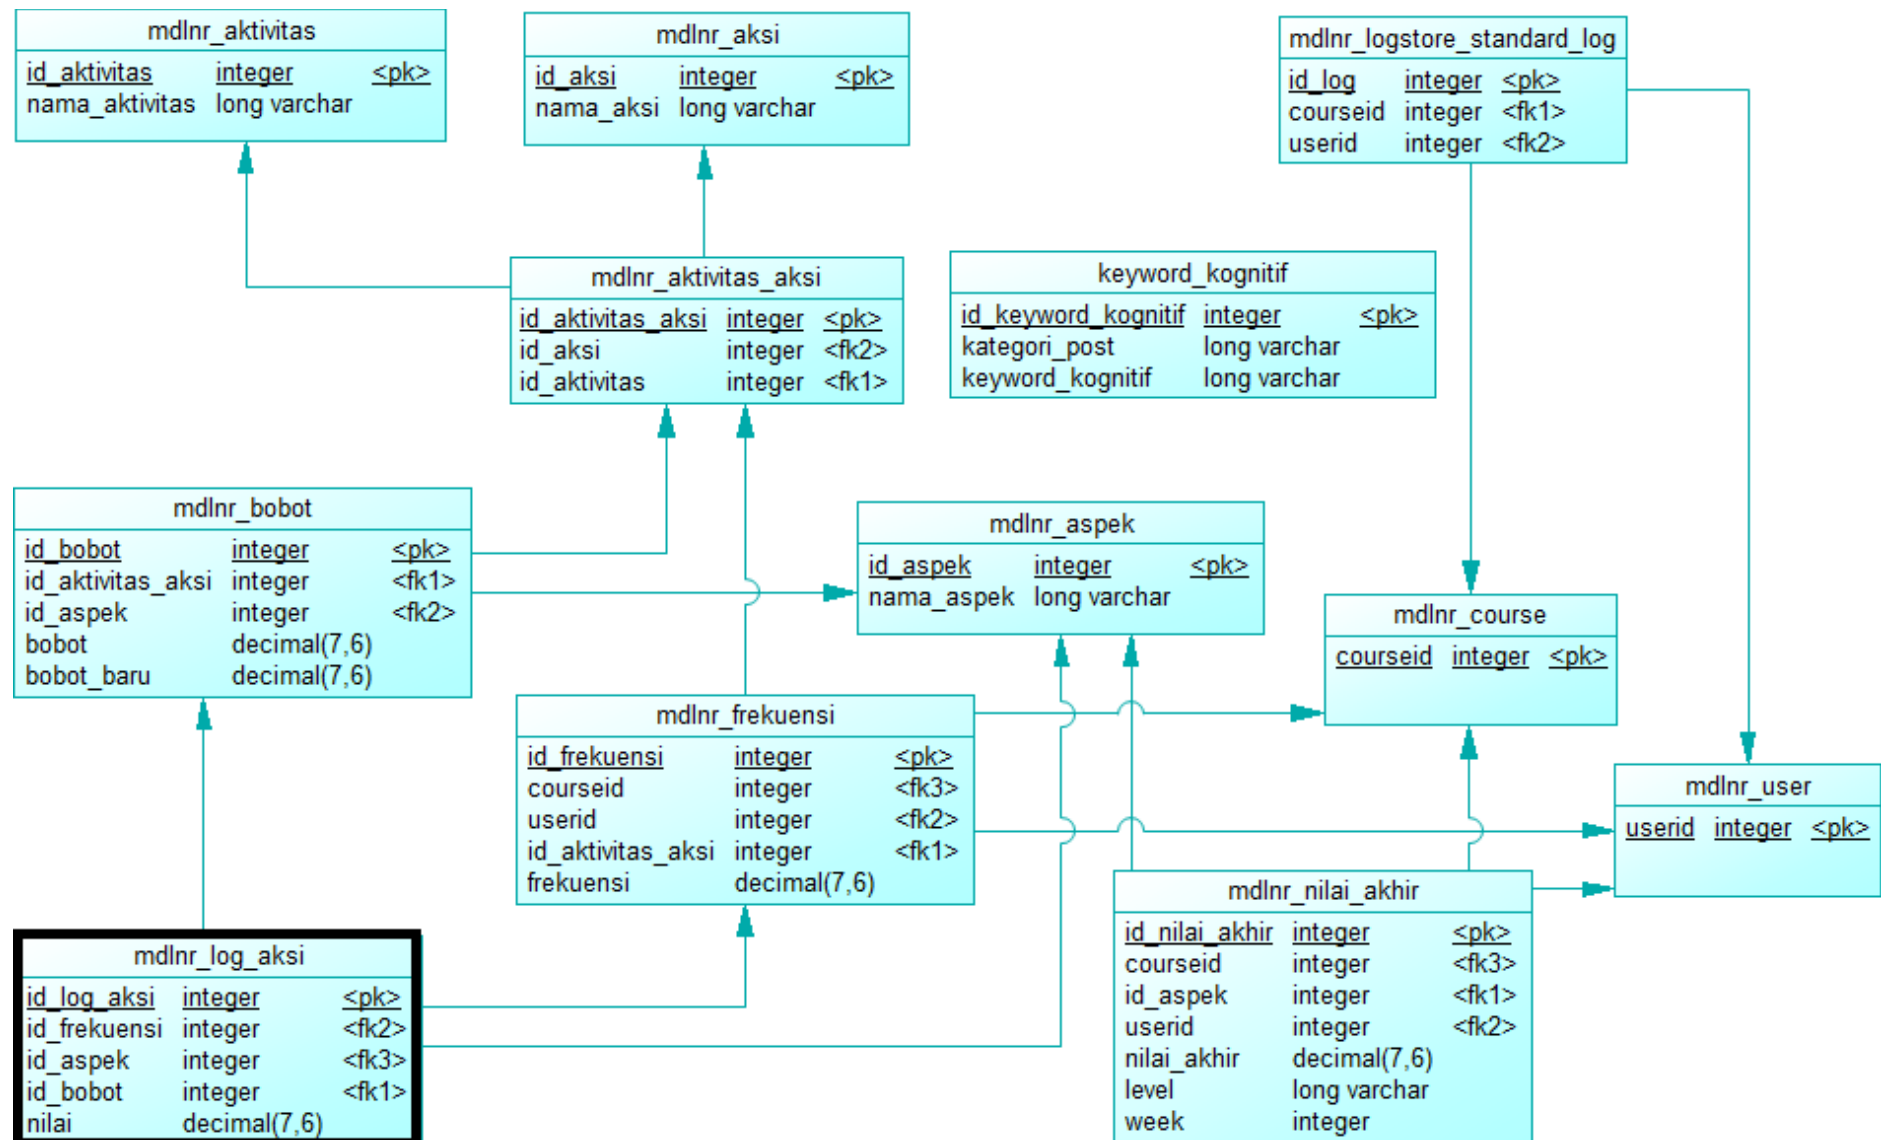 mdlnr_aktivitas
id_aktivitas integer <pk>
nama_aktivitas long varchar
mdlnr_aksi
id_aksi integer <pk>
nama_aksi long varchar
mdlnr_logstore_standard_log
id_log integer <pk>
courseid integer <fk1>
userid integer <fk2>
mdlnr_aktivitas_aksi
id_aktivitas_aksi integer <pk>
id_aksi integer <fk2>
id_aktivitas integer <fk1>
keyword_kognitif
id_keyword_kognitif integer <pk>
kategori_post long varchar
keyword_kognitif long varchar
mdlnr_bobot
id_bobot integer <pk>
id_aktivitas_aksi integer <fk1>
id_aspek integer <fk2>
bobot decimal(7,6)
bobot_baru decimal(7,6)
mdlnr_aspek
id_aspek integer <pk>
nama_aspek long varchar
mdlnr_course
courseid integer <pk>
mdlnr_frekuensi
id_frekuensi integer <pk>
courseid integer <fk3>
userid integer <fk2>
id_aktivitas_aksi integer <fk1>
frekuensi decimal(7,6)
mdlnr_user
userid integer <pk>
mdlnr_log_aksi
id_log_aksi integer <pk>
id_frekuensi integer <fk2>
id_aspek integer <fk3>
id_bobot integer <fk1>
nilai decimal(7,6)
mdlnr_nilai_akhir
id_nilai_akhir integer <pk>
courseid integer <fk3>
id_aspek integer <fk1>
userid integer <fk2>
nilai_akhir decimal(7,6)
level long varchar
week integer